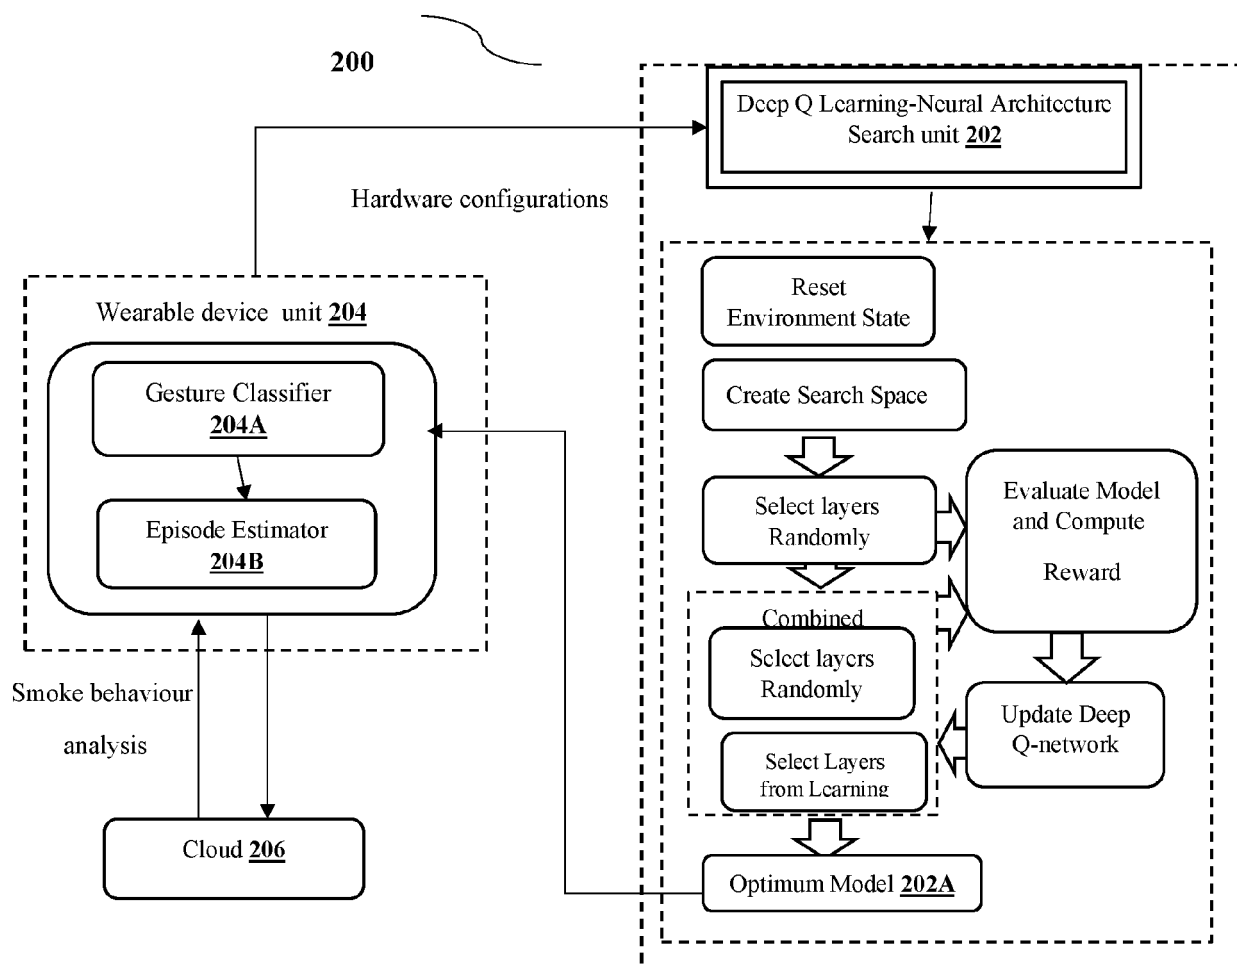 200
Deep Q Learning-Neural Architecture
Search unit 202
Hardware configurations
Wearable device unit 204
Gesture Classifier
204A
Episode Estimator
204B
Smoke behaviour
analysis
Cloud 206
Reset
Environment State
Create Search Space
Select layers
Randomly
Evaluate Model
and Compute
Reward
Combined
Select layers
Randomly
Update Deep
Q-network
Select Layers
from Learning
Optimum Model 202A